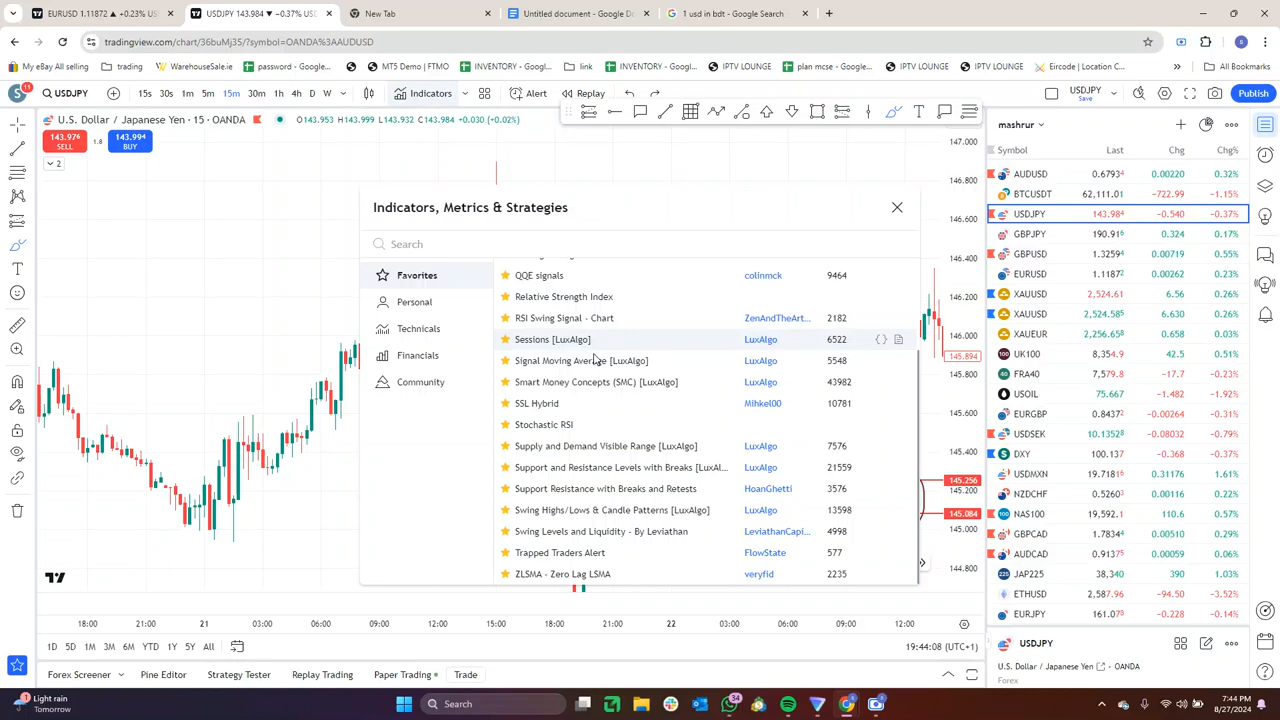 EURUSD 1.11872 ▲ +0.23% USDJPY 143.984 ▼ −0.37% New Tab Untitled document - Google 1 usd in bdt - Google Search
tradingview.com/chart/36buMj35/?symbol=OANDA%3AAUDUSD
My eBay All selling trading WarehouseSale.ie password - Google... MT5 Demo | FTMO INVENTORY - Googl... link INVENTORY - Googl... IPTV LOUNGE plan mcse - Google... IPTV LOUNGE IPTV LOUNGE Eircode | Location C... All Bookmarks
S 11 USDJPY 15s 30s 1m 5m 15m 30m 1h 4h D W Indicators Alert Replay USDJPY Save Publish
U.S. Dollar / Japanese Yen · 15 · OANDA O143.953 H143.999 L143.932 C143.984 +0.030 (+0.02%)
143.976 SELL 1.8 143.994 BUY
2
147.000
146.800
146.600
146.400
146.200
146.000
145.894
145.800
145.600
145.400
145.256
145.200
145.084
145.000
144.800
Indicators, Metrics & Strategies
Search
Favorites
Personal
Technicals
Financials
Community
QQE signals colinmck 9464
Relative Strength Index
RSI Swing Signal - Chart ZenAndTheArt... 2182
Sessions [LuxAlgo] LuxAlgo 6522
Signal Moving Average [LuxAlgo] LuxAlgo 5548
Smart Money Concepts (SMC) [LuxAlgo] LuxAlgo 43982
SSL Hybrid Mihkel00 10781
Stochastic RSI
Supply and Demand Visible Range [LuxAlgo] LuxAlgo 7576
Support and Resistance Levels with Breaks [LuxAl... LuxAlgo 21559
Support Resistance with Breaks and Retests HoanGhetti 3576
Swing Highs/Lows & Candle Patterns [LuxAlgo] LuxAlgo 13598
Swing Levels and Liquidity - By Leviathan LeviathanCapi... 4998
Trapped Traders Alert FlowState 577
ZLSMA - Zero Lag LSMA veryfid 2235
18:00 21:00 21 03:00 06:00 09:00 12:00 15:00 18:00 21:00 22 03:00 06:00 09:00 12:00
1D 5D 1M 3M 6M YTD 1Y 5Y All 19:44:08 (UTC+1)
Forex Screener Pine Editor Strategy Tester Replay Trading Paper Trading Trade
mashrur
Symbol Last Chg Chg%
AUDUSD 0.67934 0.00220 0.32%
BTCUSDT 62,111.01 −722.99 −1.15%
USDJPY 143.984 −0.540 −0.37%
GBPJPY 190.916 0.324 0.17%
GBPUSD 1.32554 0.00719 0.55%
EURUSD 1.11872 0.00262 0.23%
XAUUSD 2,524.61 6.56 0.26%
XAUUSD 2,524.585 6.630 0.26%
XAUEUR 2,256.658 0.658 0.03%
UK100 8,354.9 42.5 0.51%
FRA40 7,579.8 −17.7 −0.23%
USOIL 75.667 −1.482 −1.92%
EURGBP 0.84372 −0.00264 −0.31%
USDSEK 10.13528 −0.08032 −0.79%
DXY 100.137 −0.368 −0.37%
USDMXN 19.71816 0.31176 1.61%
NZDCHF 0.52603 0.00116 0.22%
NAS100 19,592.1 110.6 0.57%
GBPCAD 1.78344 0.00510 0.29%
AUDCAD 0.91375 0.00059 0.06%
JAP225 38,340 390 1.03%
ETHUSD 2,587.96 −94.50 −3.52%
EURJPY 161.078 −0.228 −0.14%
USDJPY
U.S. Dollar / Japanese Yen · OANDA
Forex
Light rain
Tomorrow
Search
34
7:44 PM
8/27/2024